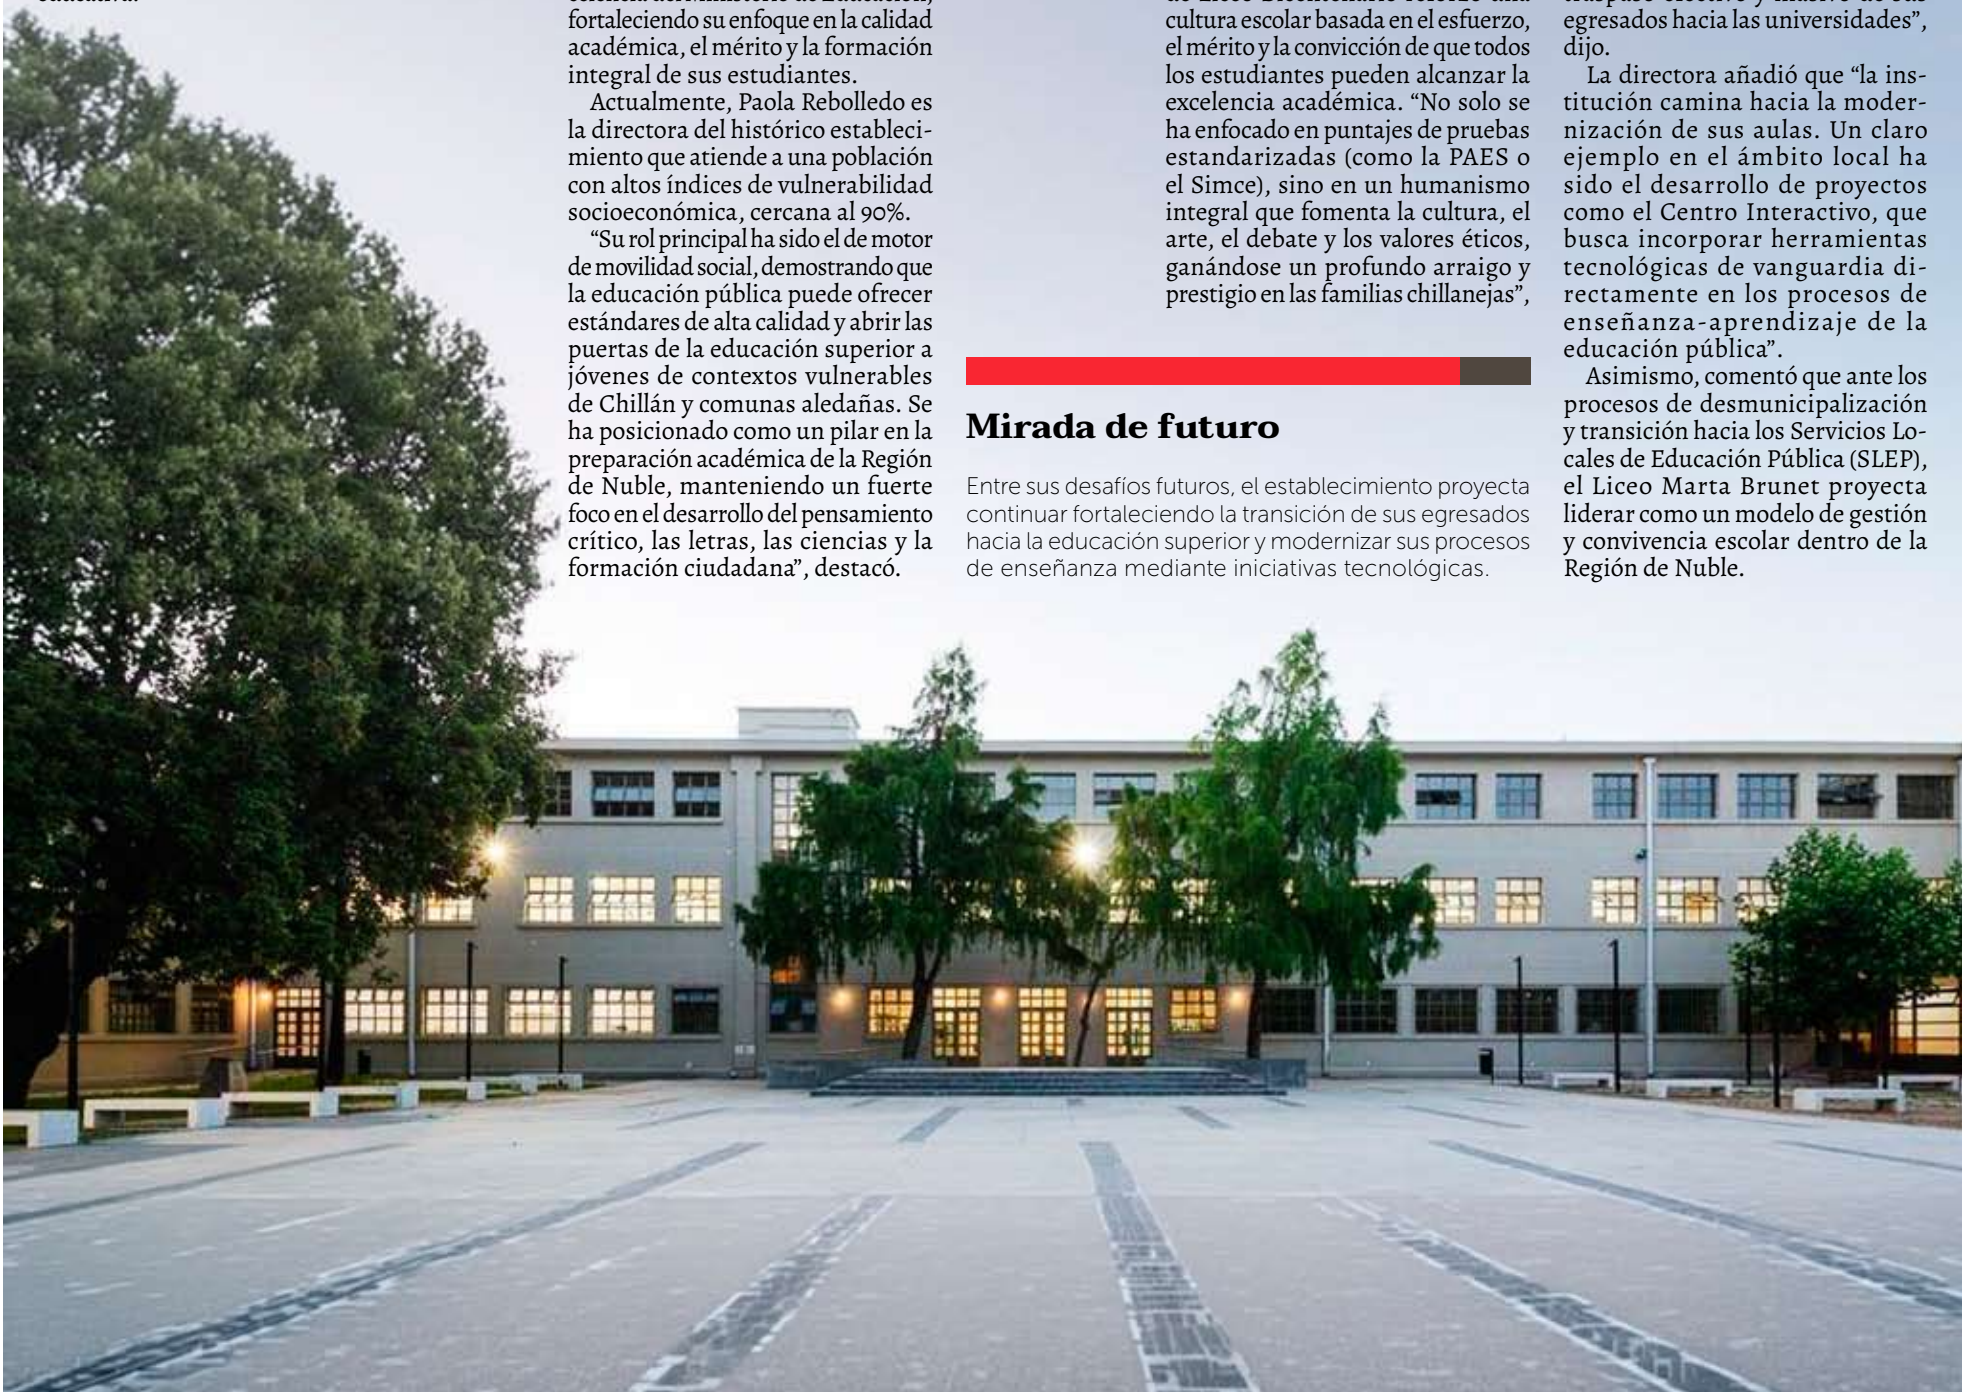 fortaleciendo su enfoque en la calidad
académica, el mérito y la formación
integral de sus estudiantes.
Actualmente, Paola Rebolledo es
la directora del histórico estableci-
miento que atiende a una población
con altos índices de vulnerabilidad
socioeconómica, cercana al 90%.
“Su rol principal ha sido el de motor
de movilidad social, demostrando que
la educación pública puede ofrecer
estándares de alta calidad y abrir las
puertas de la educación superior a
jóvenes de contextos vulnerables
de Chillán y comunas aledañas. Se
ha posicionado como un pilar en la
preparación académica de la Región
de Ñuble, manteniendo un fuerte
foco en el desarrollo del pensamiento
crítico, las letras, las ciencias y la
formación ciudadana”, destacó.
cultura escolar basada en el esfuerzo,
el mérito y la convicción de que todos
los estudiantes pueden alcanzar la
excelencia académica. “No solo se
ha enfocado en puntajes de pruebas
estandarizadas (como la PAES o
el Simce), sino en un humanismo
integral que fomenta la cultura, el
arte, el debate y los valores éticos,
ganándose un profundo arraigo y
prestigio en las familias chillanejas”,
Mirada de futuro
Entre sus desafíos futuros, el establecimiento proyecta
continuar fortaleciendo la transición de sus egresados
hacia la educación superior y modernizar sus procesos
de enseñanza mediante iniciativas tecnológicas.
egresados hacia las universidades”,
dijo.
La directora añadió que “la ins-
titución camina hacia la moder-
nización de sus aulas. Un claro
ejemplo en el ámbito local ha
sido el desarrollo de proyectos
como el Centro Interactivo, que
busca incorporar herramientas
tecnológicas de vanguardia di-
rectamente en los procesos de
enseñanza-aprendizaje de la
educación pública”.
Asimismo, comentó que ante los
procesos de desmunicipalización
y transición hacia los Servicios Lo-
cales de Educación Pública (SLEP),
el Liceo Marta Brunet proyecta
liderar como un modelo de gestión
y convivencia escolar dentro de la
Región de Ñuble.